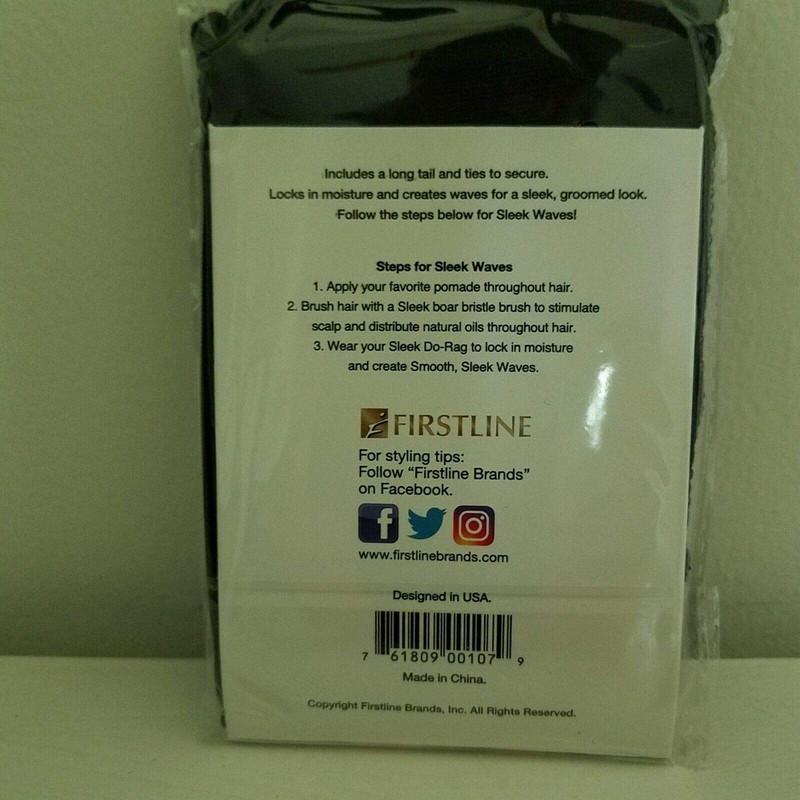 Includes a long tail and ties to secure.
Locks in moisture and creates waves for a sleek, groomed look.
Follow the steps below for Sleek Waves!
Steps for Sleek Waves
1. Apply your favorite pomade throughout hair.
2. Brush hair with a Sleek boar bristle brush to stimulate
scalp and distribute natural oils throughout hair.
3. Wear your Sleek Do-Rag to lock in moisture
and create Smooth, Sleek Waves.
FIRSTLINE
For styling tips:
Follow “Firstline Brands”
on Facebook.
www.firstlinebrands.com
Designed in USA.
7 61809 00107 9
Made in China.
Copyright Firstline Brands, Inc. All Rights Reserved.